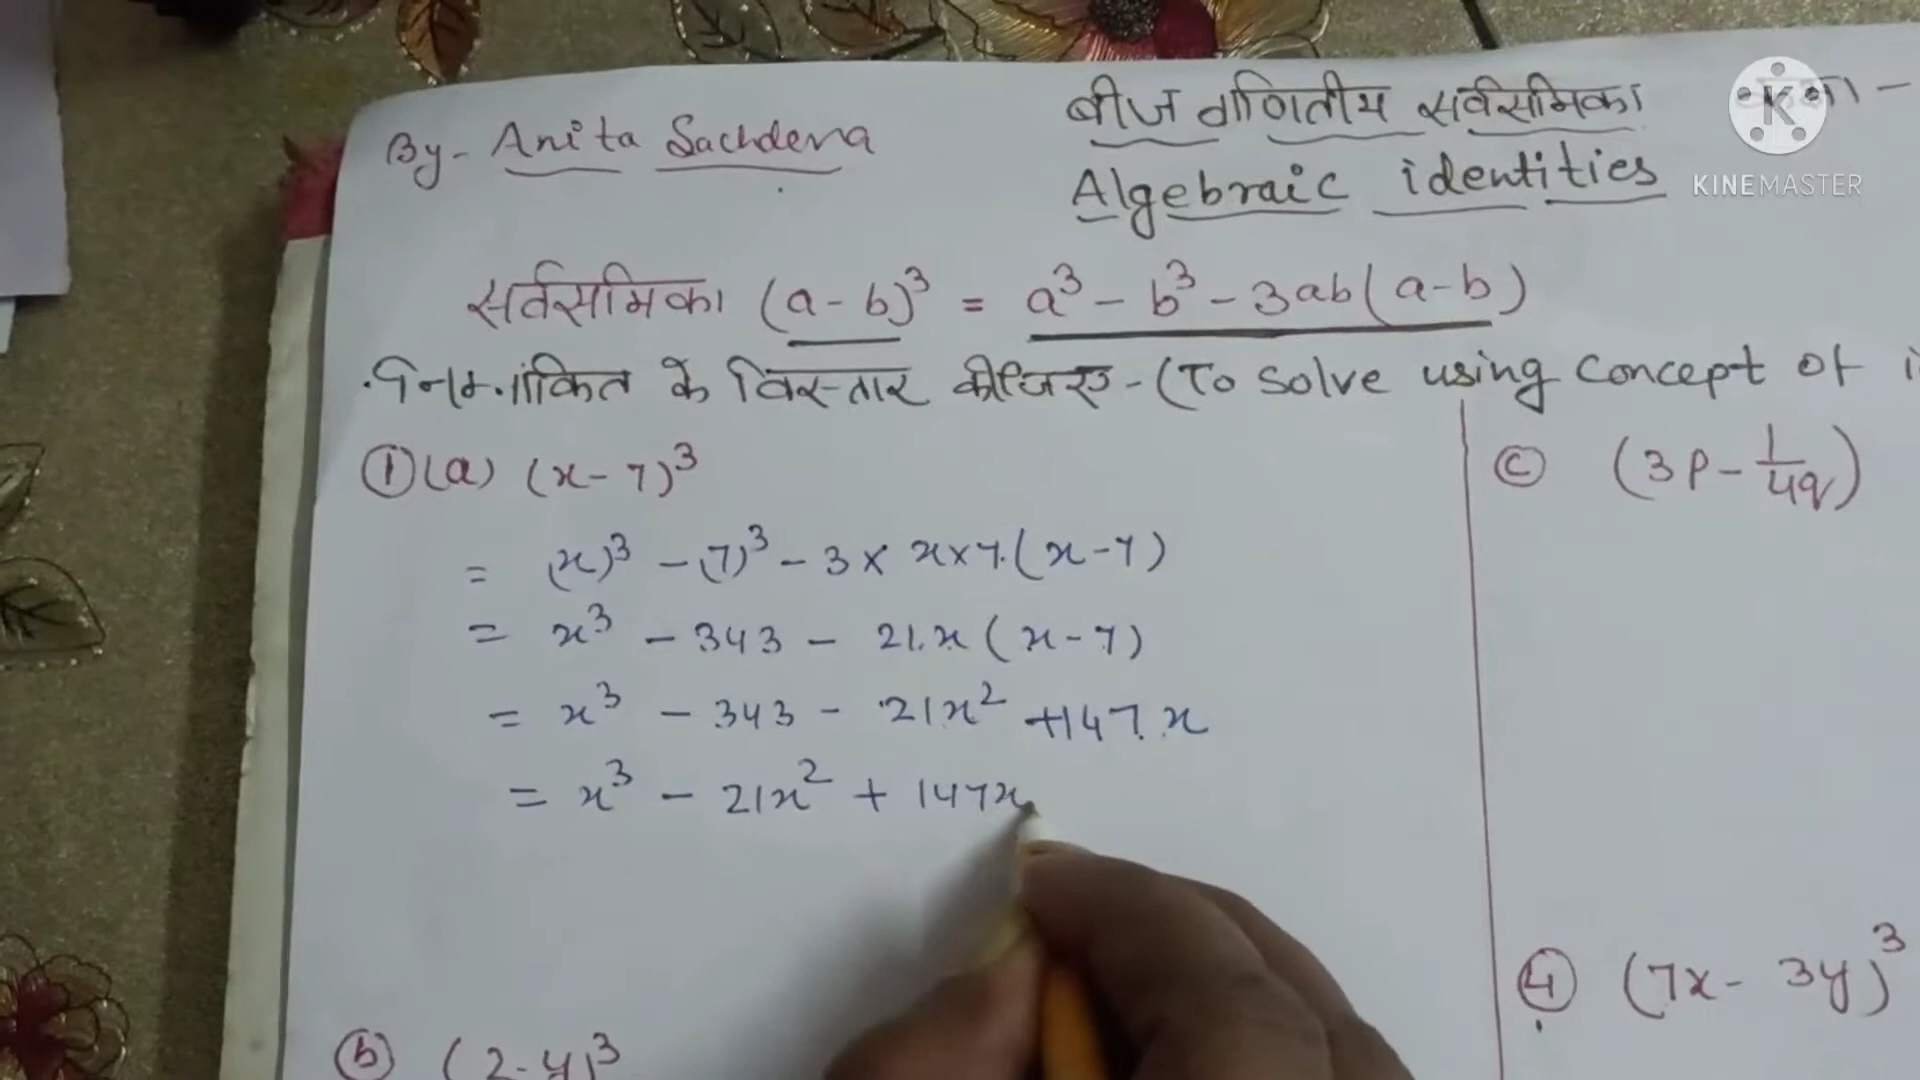 By- Anita Sachdeva
बीज गणितीय सर्वसमिका
Algebraic identities
KINEMASTER
सर्वसमिका (a - b)³ = a³ - b³ - 3ab(a-b)
निम्नांकित के विस्तार कीजिए - (To solve using concept of
① (a) (x - 7)³
= (x)³ - (7)³ - 3 × x × 7.(x - 7)
= x³ - 343 - 21.x (x - 7)
= x³ - 343 - 21x² + 147.x
= x³ - 21x² + 147x
ⓑ (2-y)³
ⓒ (3p - 1/4q)
④ (7x - 3y)³